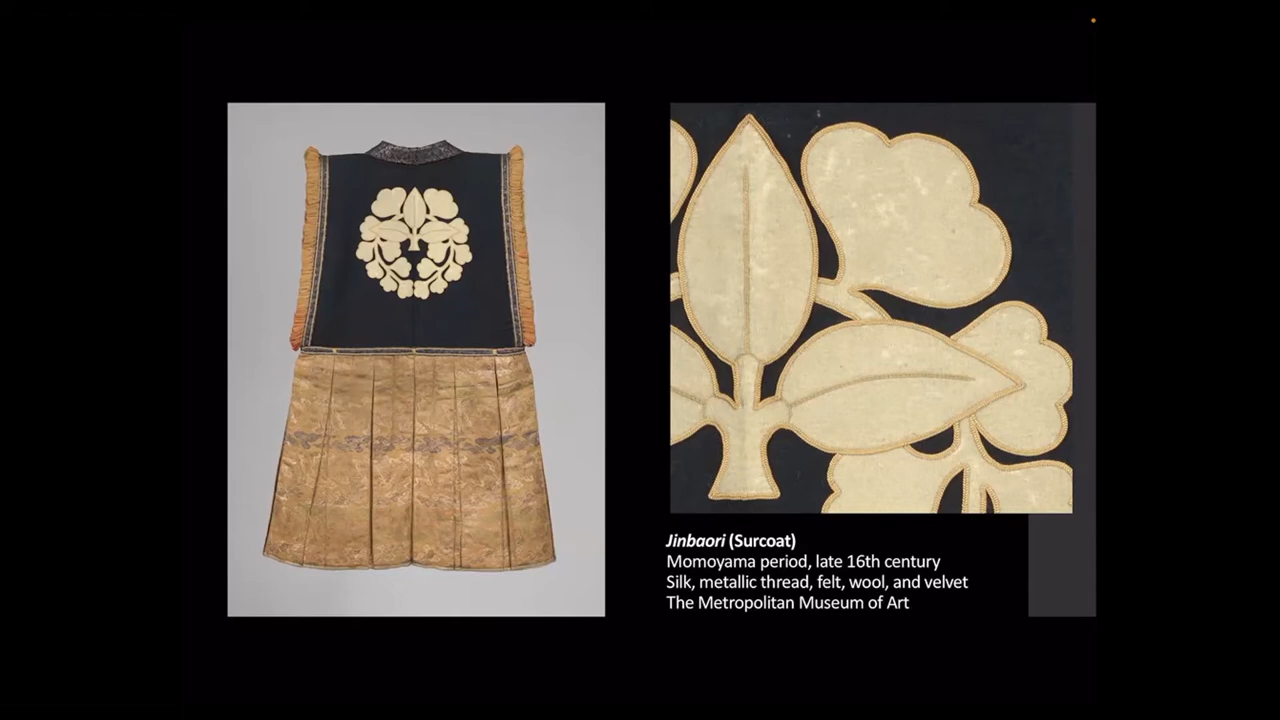 Jinbaori (Surcoat)
Momoyama period, late 16th century
Silk, metallic thread, felt, wool, and velvet
The Metropolitan Museum of Art